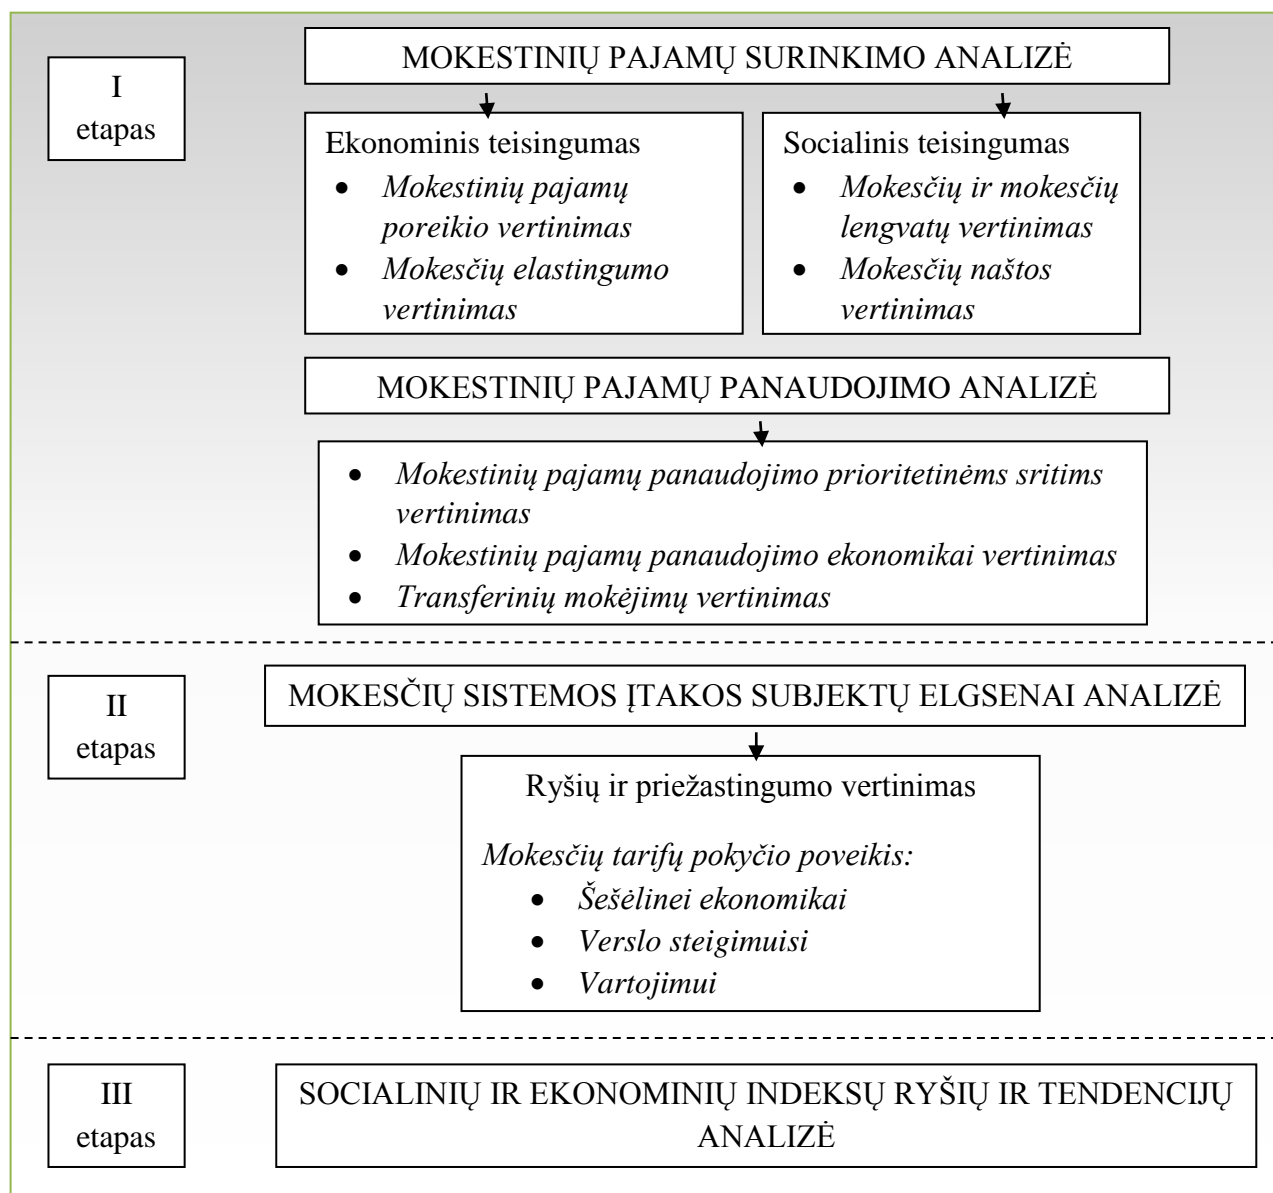 I
etapas
MOKESTINIŲ PAJAMŲ SURINKIMO ANALIZĖ
Ekonominis teisingumas
• Mokestinių pajamų
poreikio vertinimas
• Mokesčių elastingumo
vertinimas
Socialinis teisingumas
• Mokesčių ir mokesčių
lengvatų vertinimas
• Mokesčių naštos
vertinimas
MOKESTINIŲ PAJAMŲ PANAUDOJIMO ANALIZĖ
• Mokestinių pajamų panaudojimo prioritetinėms sritims
vertinimas
• Mokestinių pajamų panaudojimo ekonomikai vertinimas
• Transferinių mokėjimų vertinimas
II
etapas
MOKESČIŲ SISTEMOS ĮTAKOS SUBJEKTŲ ELGSENAI ANALIZĖ
Ryšių ir priežastingumo vertinimas
Mokesčių tarifų pokyčio poveikis:
• Šešėlinei ekonomikai
• Verslo steigimuisi
• Vartojimui
III
etapas
SOCIALINIŲ IR EKONOMINIŲ INDEKSŲ RYŠIŲ IR TENDENCIJŲ
ANALIZĖ